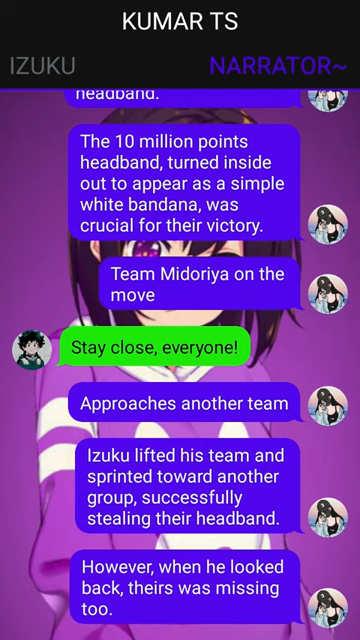 KUMAR TS
IZUKU
NARRATOR~
headband.
The 10 million points
headband, turned inside
out to appear as a simple
white bandana, was
crucial for their victory.
Team Midoriya on the
move
Stay close, everyone!
Approaches another team
Izuku lifted his team and
sprinted toward another
group, successfully
stealing their headband.
However, when he looked
back, theirs was missing
too.